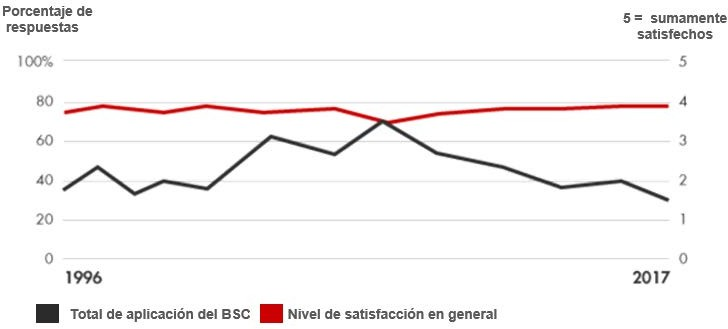 Porcentaje de
respuestas
5 = sumamente
satisfechos
100%
80
60
40
20
0
5
4
3
2
1
0
1996
2017
Total de aplicación del BSC
Nivel de satisfacción en general